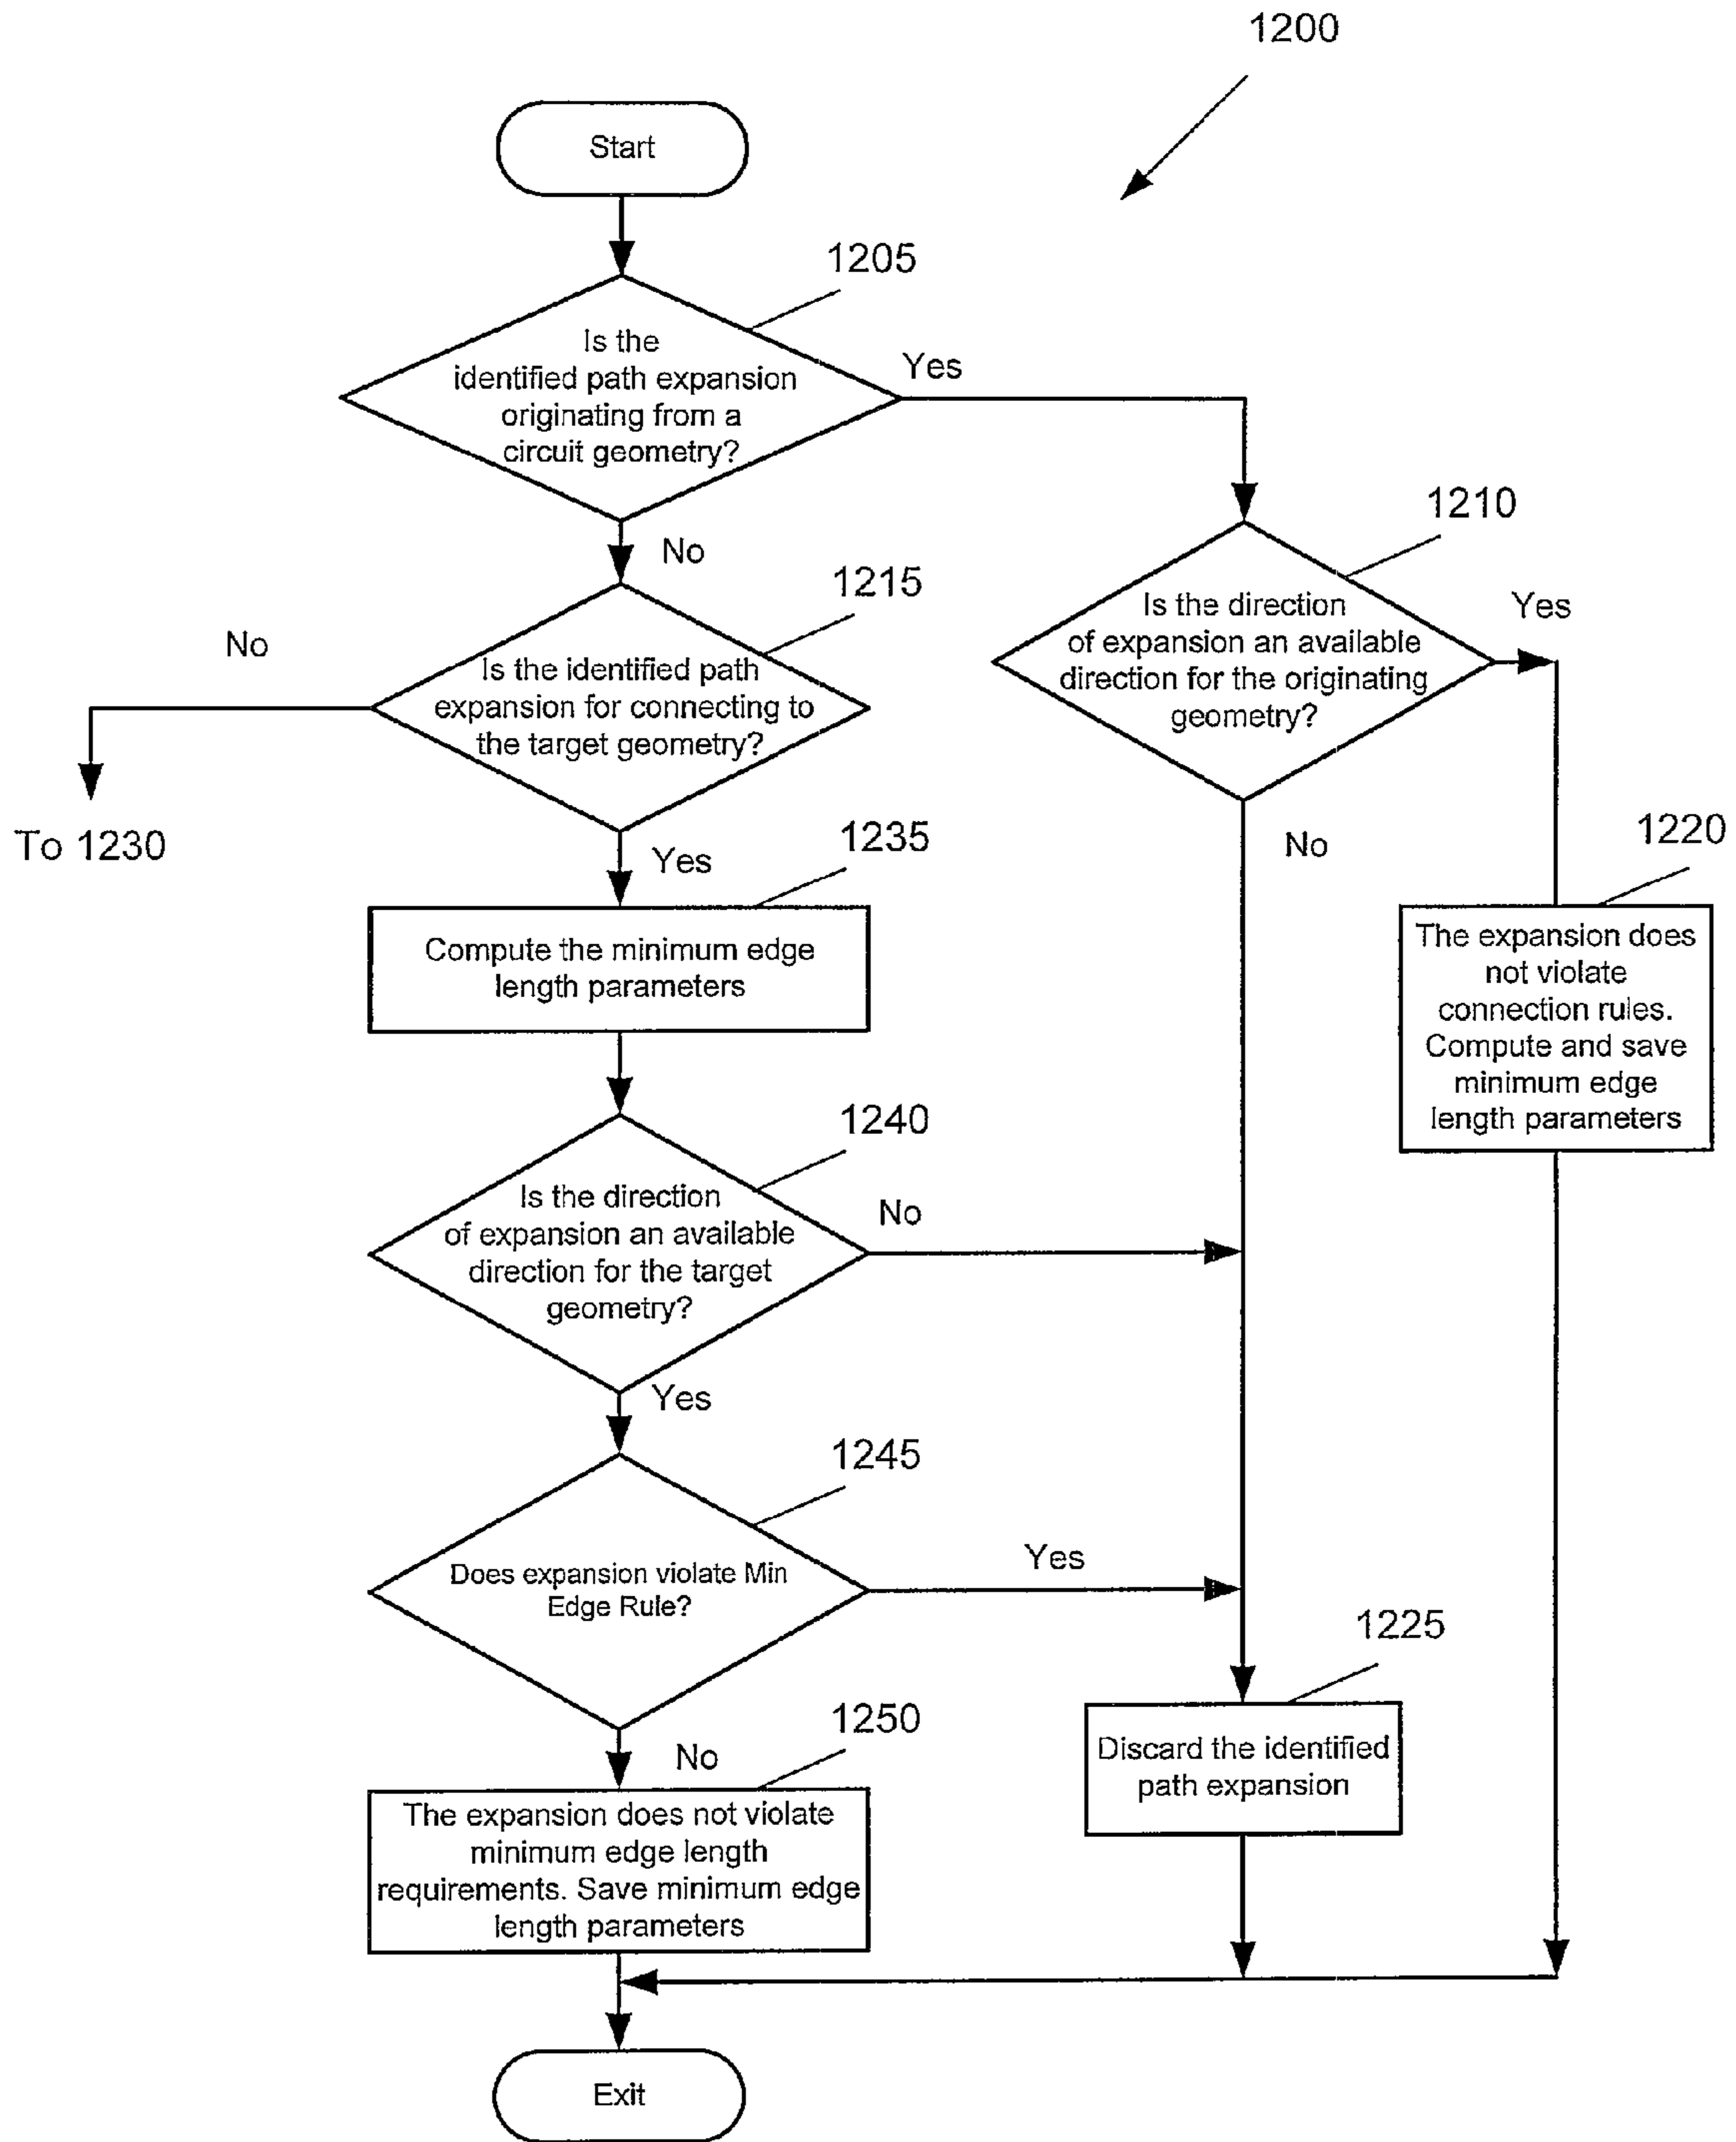 1200
Start
1205
Is the
identified path expansion
originating from a
circuit geometry?
Yes
No
1210
Is the direction
of expansion an available
direction for the originating
geometry?
Yes
No
1215
Is the identified path
expansion for connecting to
the target geometry?
No
To 1230
Yes
1220
The expansion does
not violate
connection rules.
Compute and save
minimum edge
length parameters
1235
Compute the minimum edge
length parameters
1240
Is the direction
of expansion an available
direction for the target
geometry?
No
Yes
1245
Does expansion violate Min
Edge Rule?
Yes
No
1225
Discard the identified
path expansion
1250
The expansion does not violate
minimum edge length
requirements. Save minimum edge
length parameters
Exit